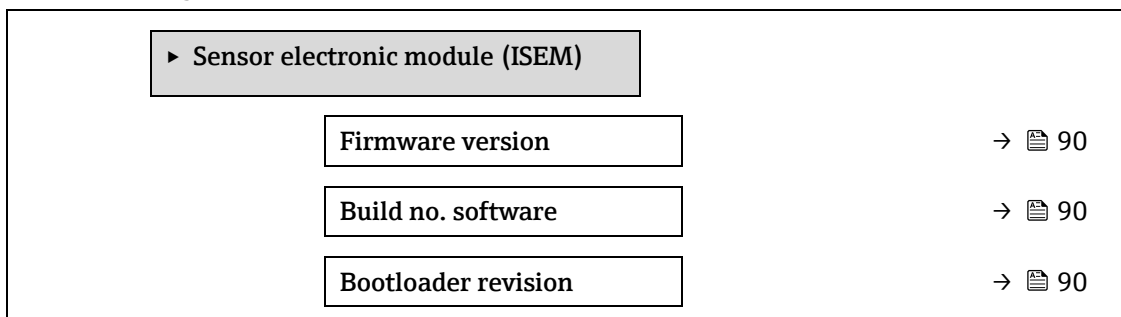 ▸ Sensor electronic module (ISEM)
Firmware version → 90
Build no. software → 90
Bootloader revision → 90